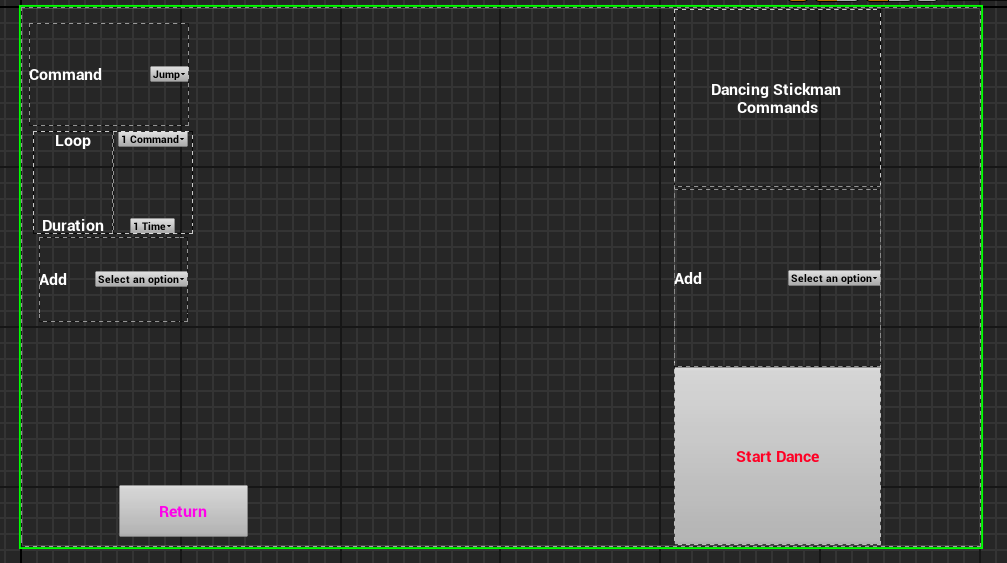 Command
Jump
Loop
1 Command
Duration
1 Time
Add
Select an option
Return
Dancing Stickman
Commands
Add
Select an option
Start Dance